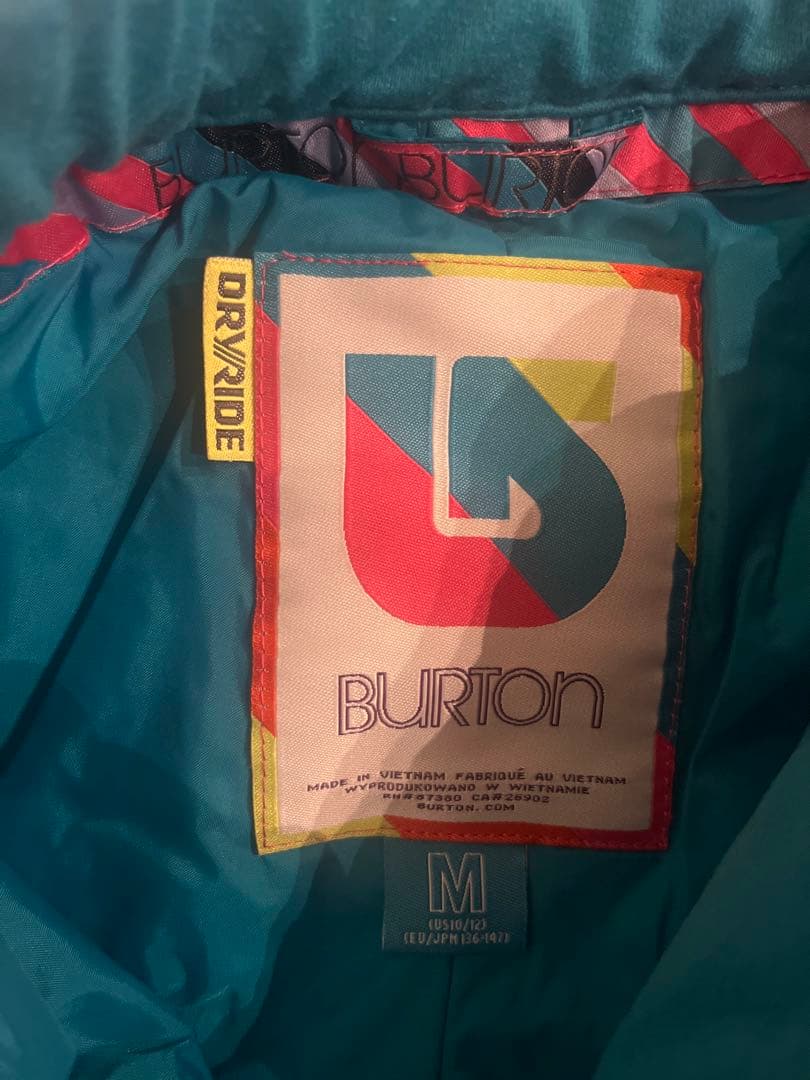 BURTON BURTON
DRY//RIDE
BURTON
MADE IN VIETNAM FABRIQUÉ AU VIETNAM
WYPRODUKOWANO W WIETNAMIE
RN#87380 CA#26902
BURTON.COM
M
(US10/12)
(EU/JPN 136-147)